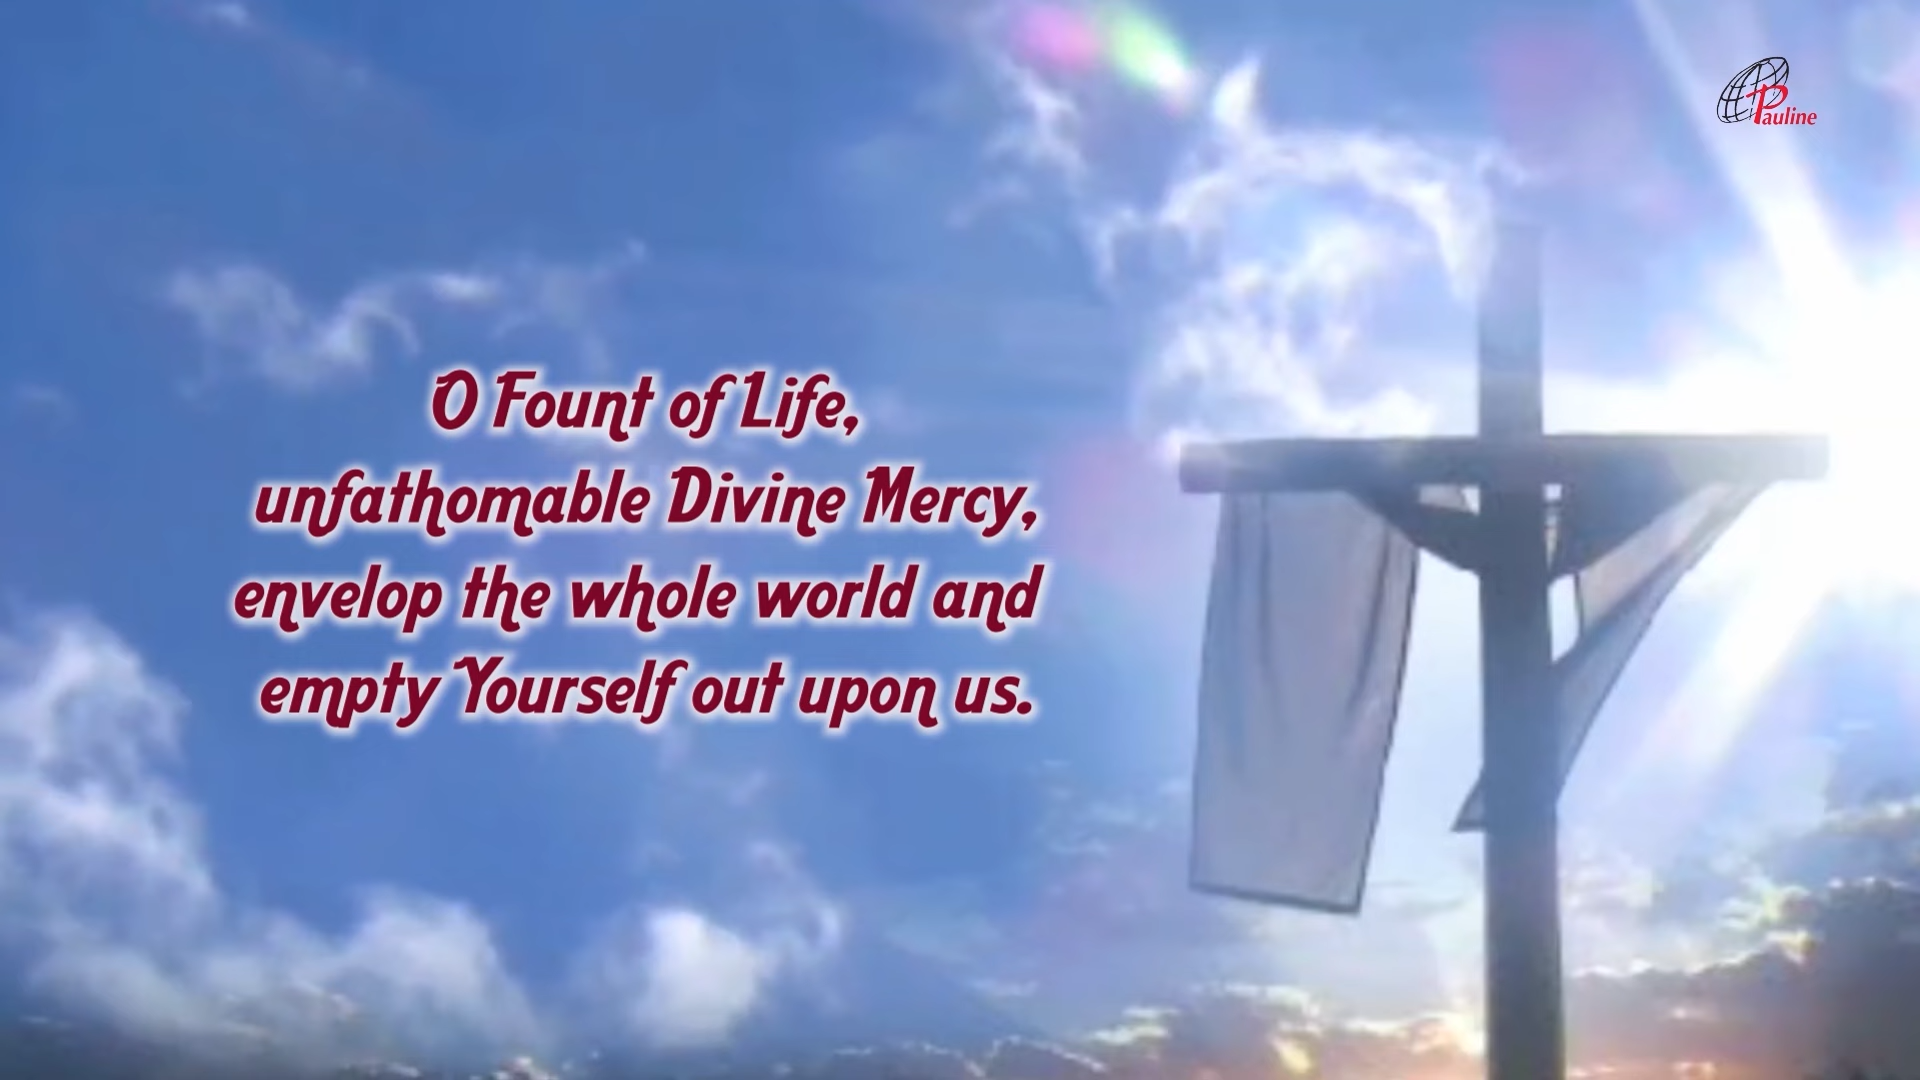 Pauline
O Fount of Life,
unfathomable Divine Mercy,
envelop the whole world and
empty Yourself out upon us.